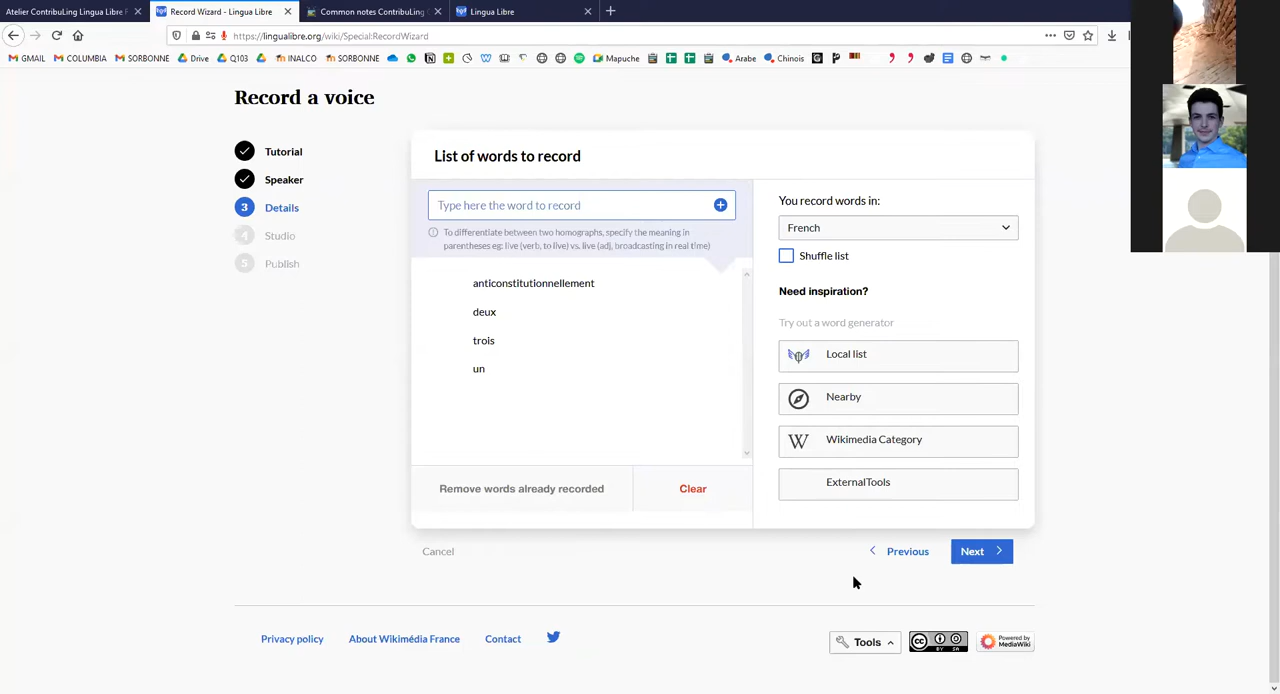 Atelier ContribuLing Lingua Libre
Record Wizard - Lingua Libre
Common notes ContribuLing
Lingua Libre
https://lingualibre.org/wiki/Special:RecordWizard
GMAIL
COLUMBIA
SORBONNE
Drive
Q103
INALCO
SORBONNE
Mapuche
Arabe
Chinois
Record a voice
Tutorial
Speaker
3 Details
4 Studio
5 Publish
List of words to record
Type here the word to record
To differentiate between two homographs, specify the meaning in
parentheses eg: live (verb, to live) vs. live (adj, broadcasting in real time)
anticonstitutionnellement
deux
trois
un
Remove words already recorded
Clear
You record words in:
French
Shuffle list
Need inspiration?
Try out a word generator
Local list
Nearby
Wikimedia Category
ExternalTools
Cancel
Previous
Next
Privacy policy
About Wikimédia France
Contact
Tools
CC BY SA
Powered by
MediaWiki